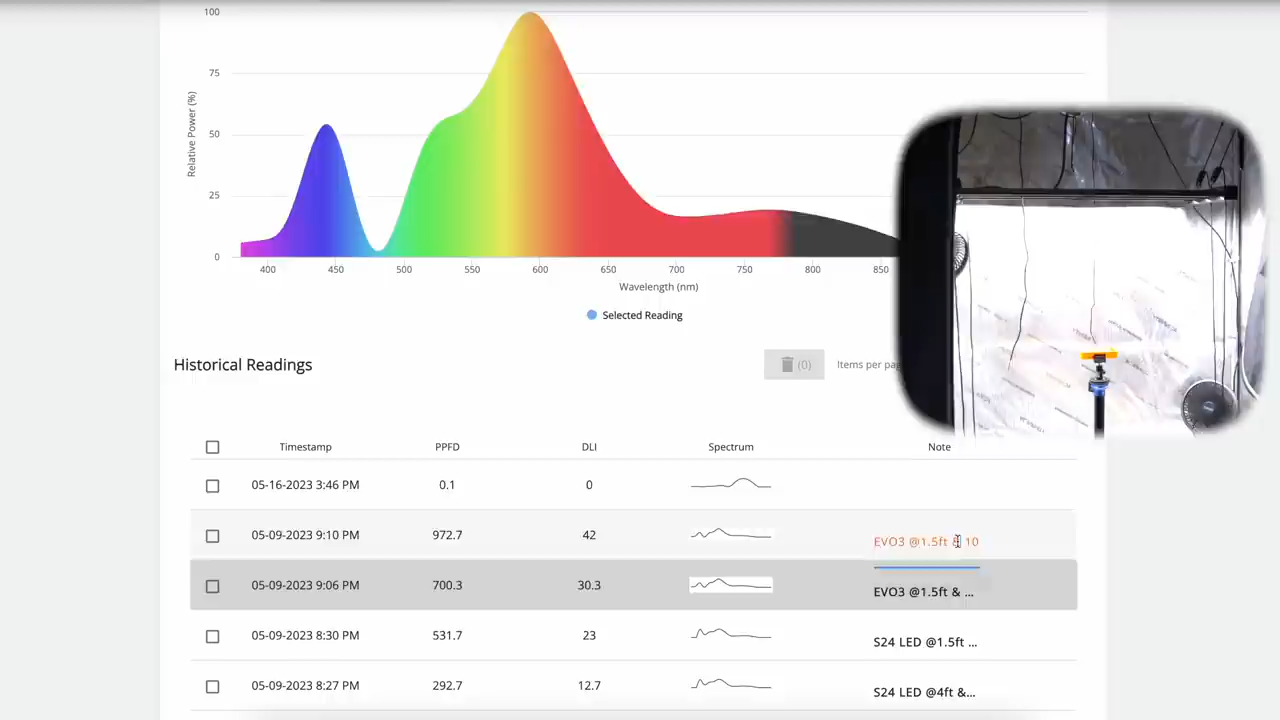 100
75
50
25
0
Relative Power (%)
400 450 500 550 600 650 700 750 800 850
Wavelength (nm)
Selected Reading
Historical Readings
(0)
Items per pag
Timestamp PPFD DLI Spectrum Note
05-16-2023 3:46 PM 0.1 0
05-09-2023 9:10 PM 972.7 42 EVO3 @1.5ft & 10
05-09-2023 9:06 PM 700.3 30.3 EVO3 @1.5ft & ...
05-09-2023 8:30 PM 531.7 23 S24 LED @1.5ft ...
05-09-2023 8:27 PM 292.7 12.7 S24 LED @4ft &...